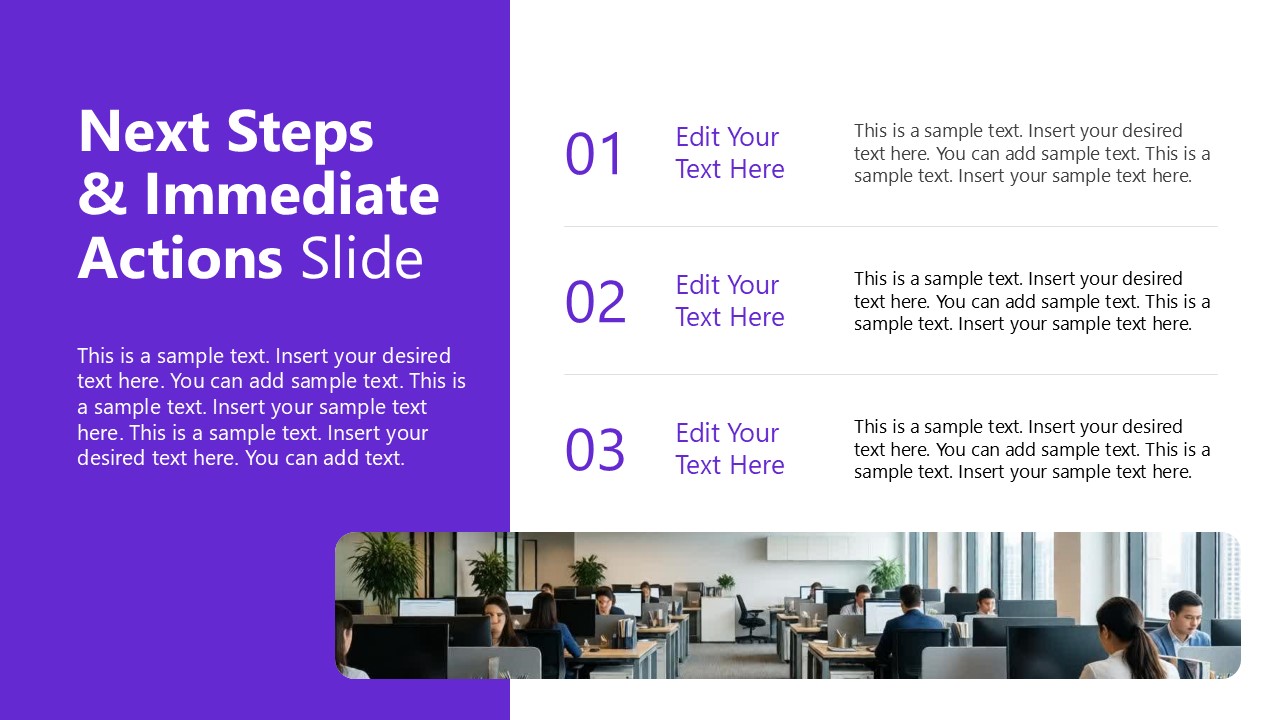 Next Steps
& Immediate
Actions Slide
This is a sample text. Insert your desired
text here. You can add sample text. This is
a sample text. Insert your sample text
here. This is a sample text. Insert your
desired text here. You can add text.
01
Edit Your
Text Here
This is a sample text. Insert your desired
text here. You can add sample text. This is a
sample text. Insert your sample text here.
02
Edit Your
Text Here
This is a sample text. Insert your desired
text here. You can add sample text. This is a
sample text. Insert your sample text here.
03
Edit Your
Text Here
This is a sample text. Insert your desired
text here. You can add sample text. This is a
sample text. Insert your sample text here.